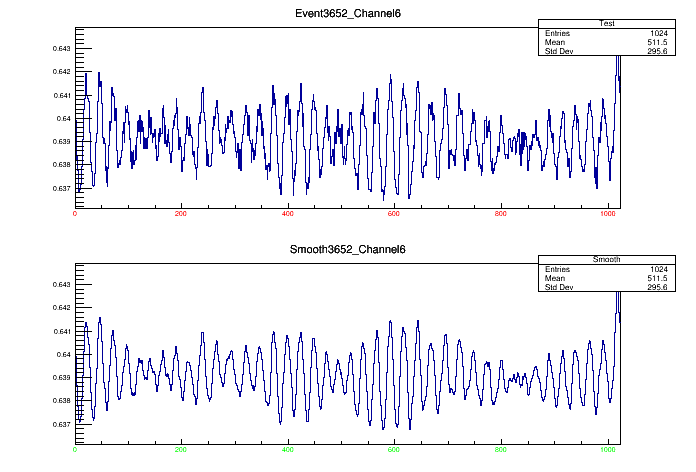 Event3652_Channel6
Test
Entries 1024
Mean 511.5
Std Dev 295.6
0.643
0.642
0.641
0.64
0.639
0.638
0.637
0 200 400 600 800 1000
Smooth3652_Channel6
Smooth
Entries 1024
Mean 511.5
Std Dev 295.6
0.643
0.642
0.641
0.64
0.639
0.638
0.637
0 200 400 600 800 1000